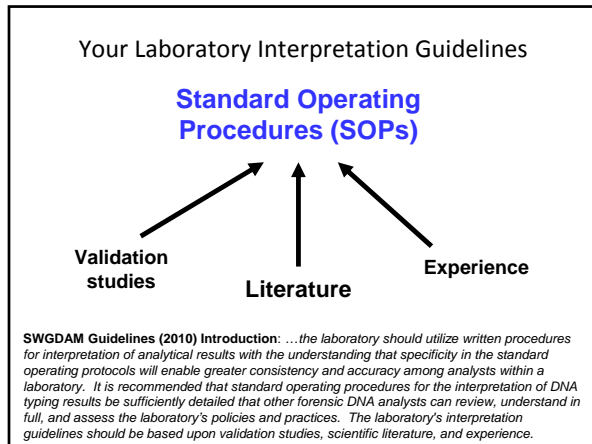 Your Laboratory Interpretation Guidelines
Standard Operating
Procedures (SOPs)
Validation
studies
Literature
Experience
SWGDAM Guidelines (2010) Introduction: …the laboratory should utilize written procedures
for interpretation of analytical results with the understanding that specificity in the standard
operating protocols will enable greater consistency and accuracy among analysts within a
laboratory. It is recommended that standard operating procedures for the interpretation of DNA
typing results be sufficiently detailed that other forensic DNA analysts can review, understand in
full, and assess the laboratory's policies and practices. The laboratory's interpretation
guidelines should be based upon validation studies, scientific literature, and experience.